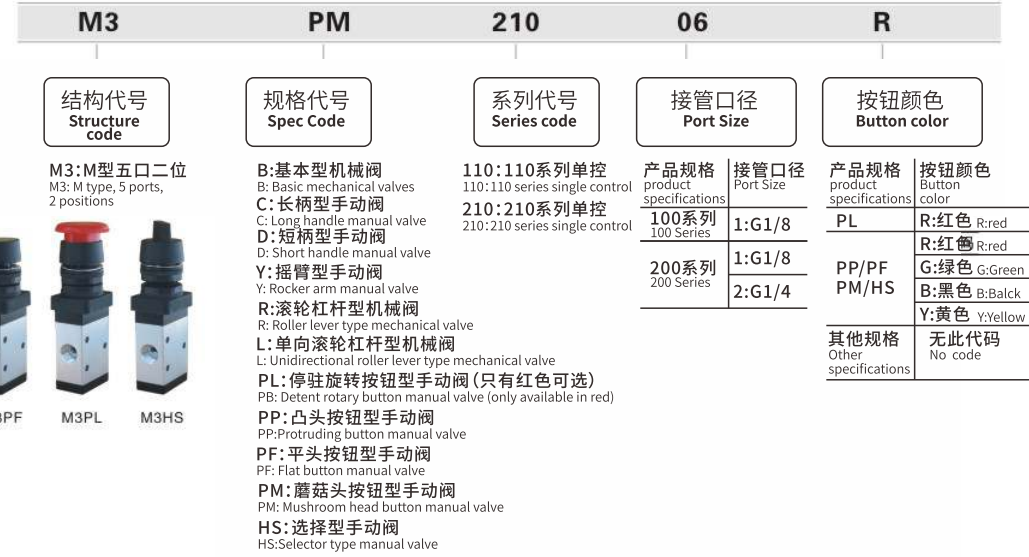 M3 PM 210 06 R
结构代号
Structure
code
M3:M型五口二位
M3: M type, 5 ports,
2 positions
M3PL
M3HS
规格代号
Spec Code
B:基本型机械阀
B: Basic mechanical valves
C:长柄型手动阀
C: Long handle manual valve
D:短柄型手动阀
D: Short handle manual valve
Y:摇臂型手动阀
Y: Rocker arm manual valve
R:滚轮杠杆型机械阀
R: Roller lever type mechanical valve
L:单向滚轮杠杆型机械阀
L: Unidirectional roller lever type mechanical valve
PL:停驻旋转按钮型手动阀(只有红色可选)
PB: Detent rotary button manual valve (only available in red)
PP:凸头按钮型手动阀
PP:Protruding button manual valve
PF:平头按钮型手动阀
PF: Flat button manual valve
PM:蘑菇头按钮型手动阀
PM: Mushroom head button manual valve
HS:选择型手动阀
HS:Selector type manual valve
系列代号
Series code
110:110系列单控
110:110 series single control
210:210系列单控
210:210 series single control
接管口径
Port Size
产品规格 接管口径
product Port Size
specifications
100系列 1:G1/8
100 Series
200系列 1:G1/8
200 Series 2:G1/4
按钮颜色
Button color
产品规格 按钮颜色
product Button
specifications color
PL R:红色 R:red
PP/PF R:红色 R:red
PM/HS G:绿色 G:Green
B:黑色 B:Balck
Y:黄色 Y:Yellow
其他规格 无此代码
Other No code
specifications